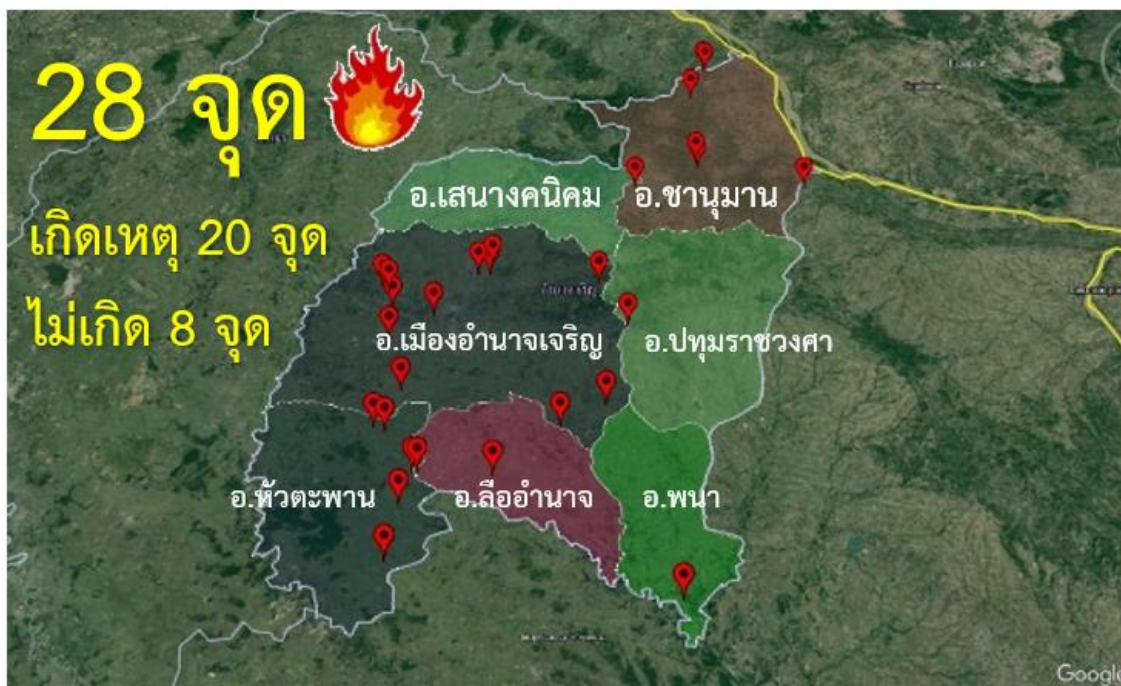 28 จุด
เกิดเหตุ 20 จุด
ไม่เกิด 8 จุด
อ.เสนางคนิคม
อ.ชานุมาน
อ.เมืองอำนาจเจริญ
อ.ปทุมราชวงศา
อ.หัวตะพาน
อ.ลืออำนาจ
อ.พนา
Google